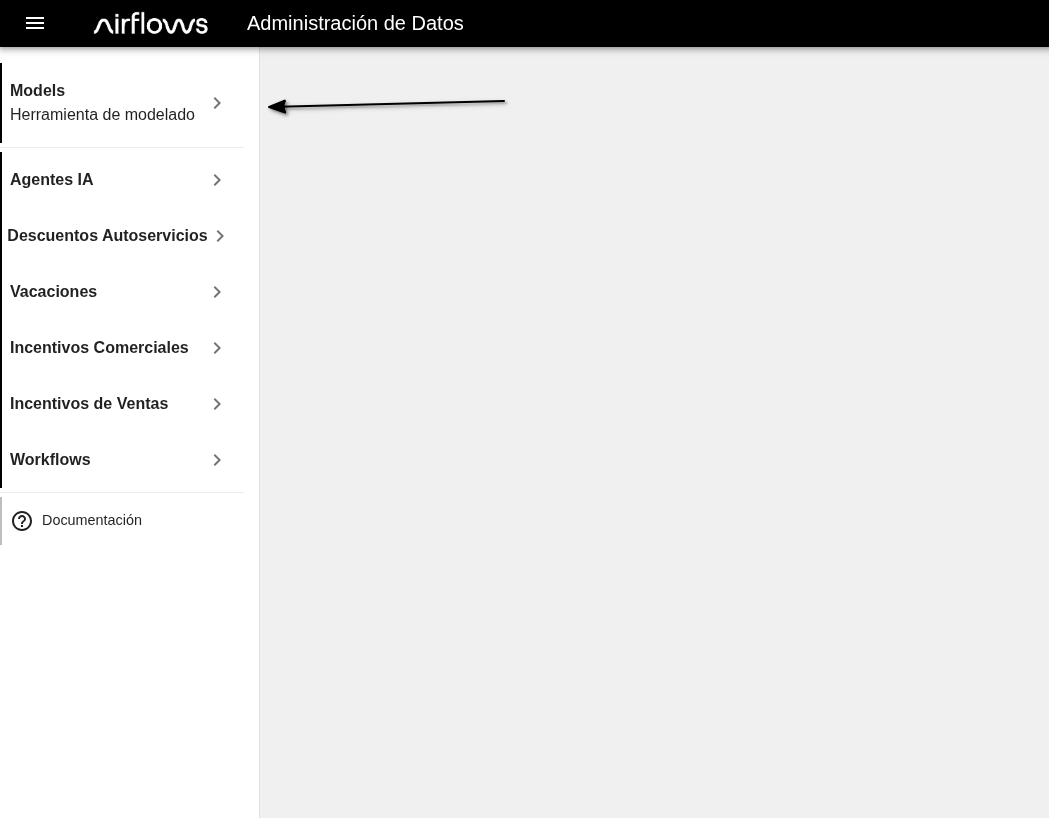 airflows
Administración de Datos
Models
Herramienta de modelado
Agentes IA
Descuentos Autoservicios
Vacaciones
Incentivos Comerciales
Incentivos de Ventas
Workflows
Documentación